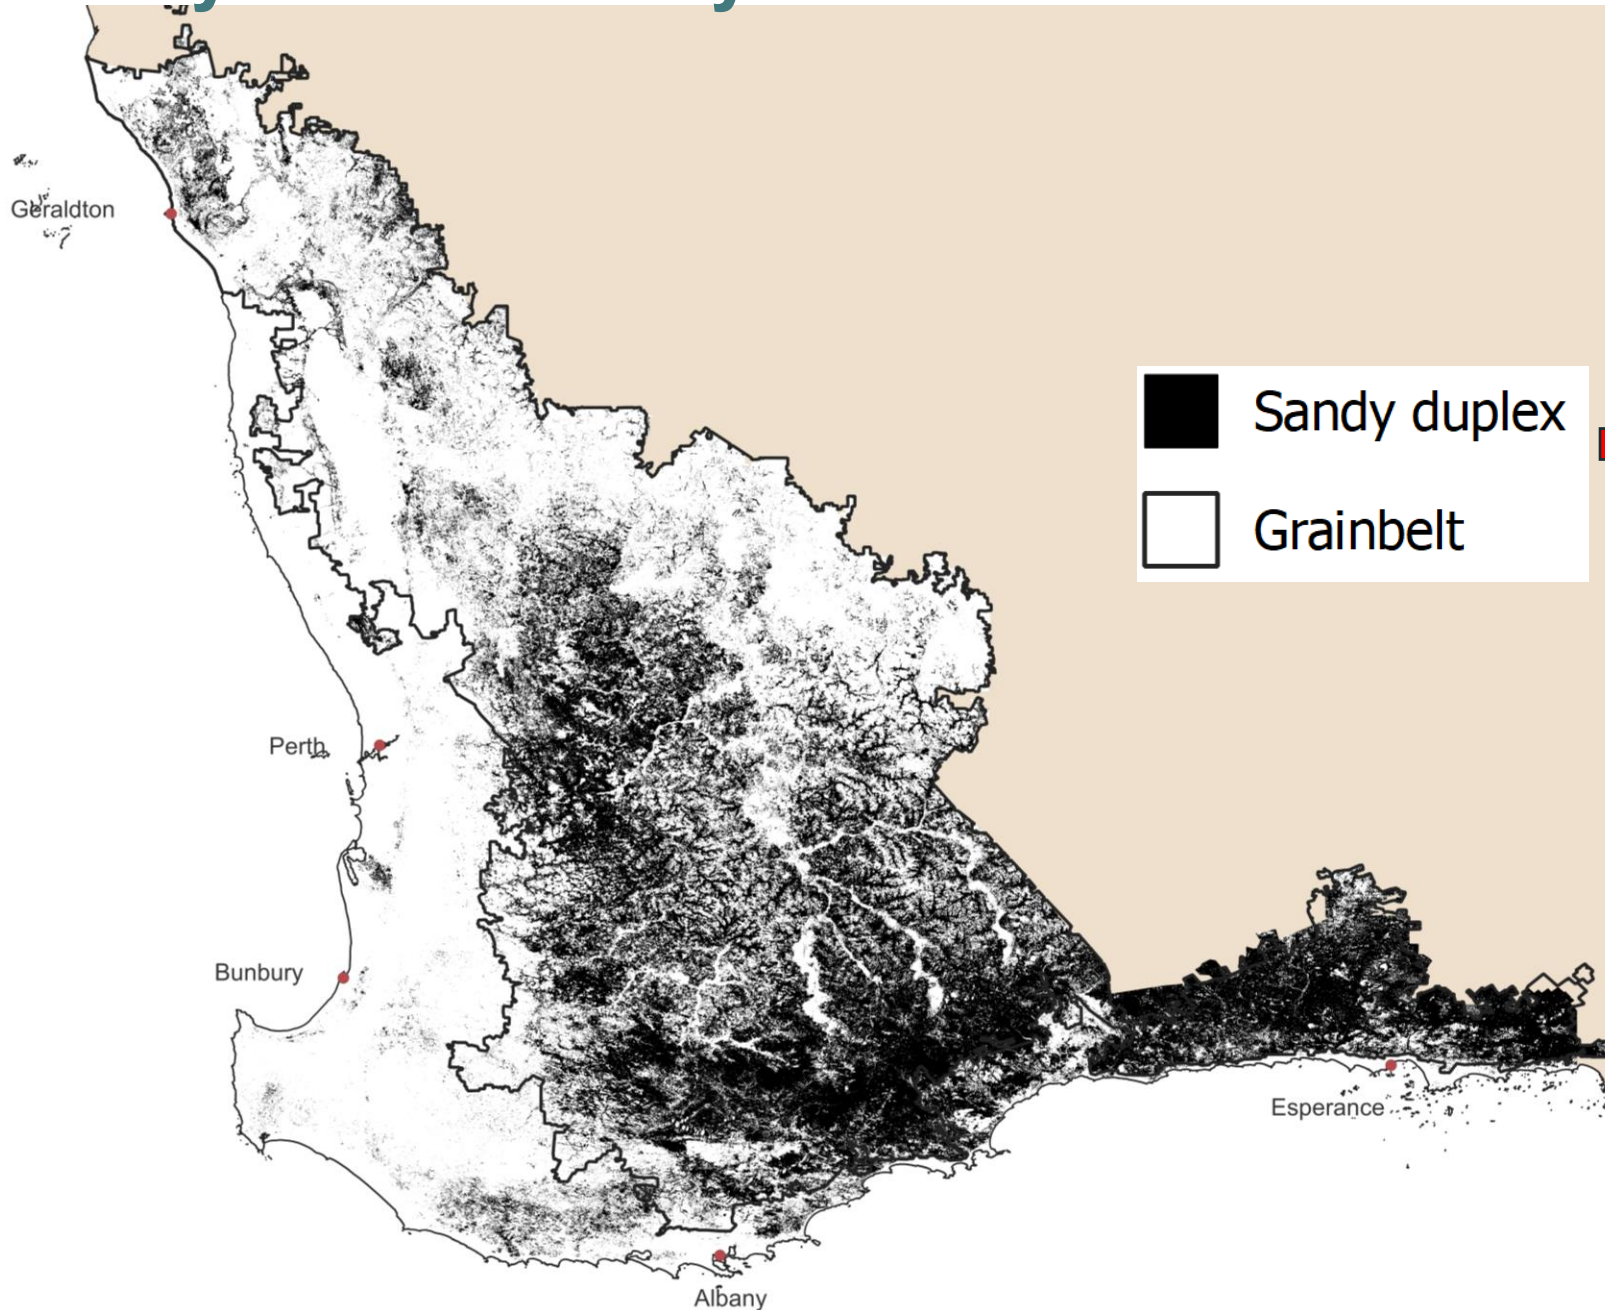 Geraldton
Sandy duplex
Grainbelt
Perth
Bunbury
Esperance
Albany